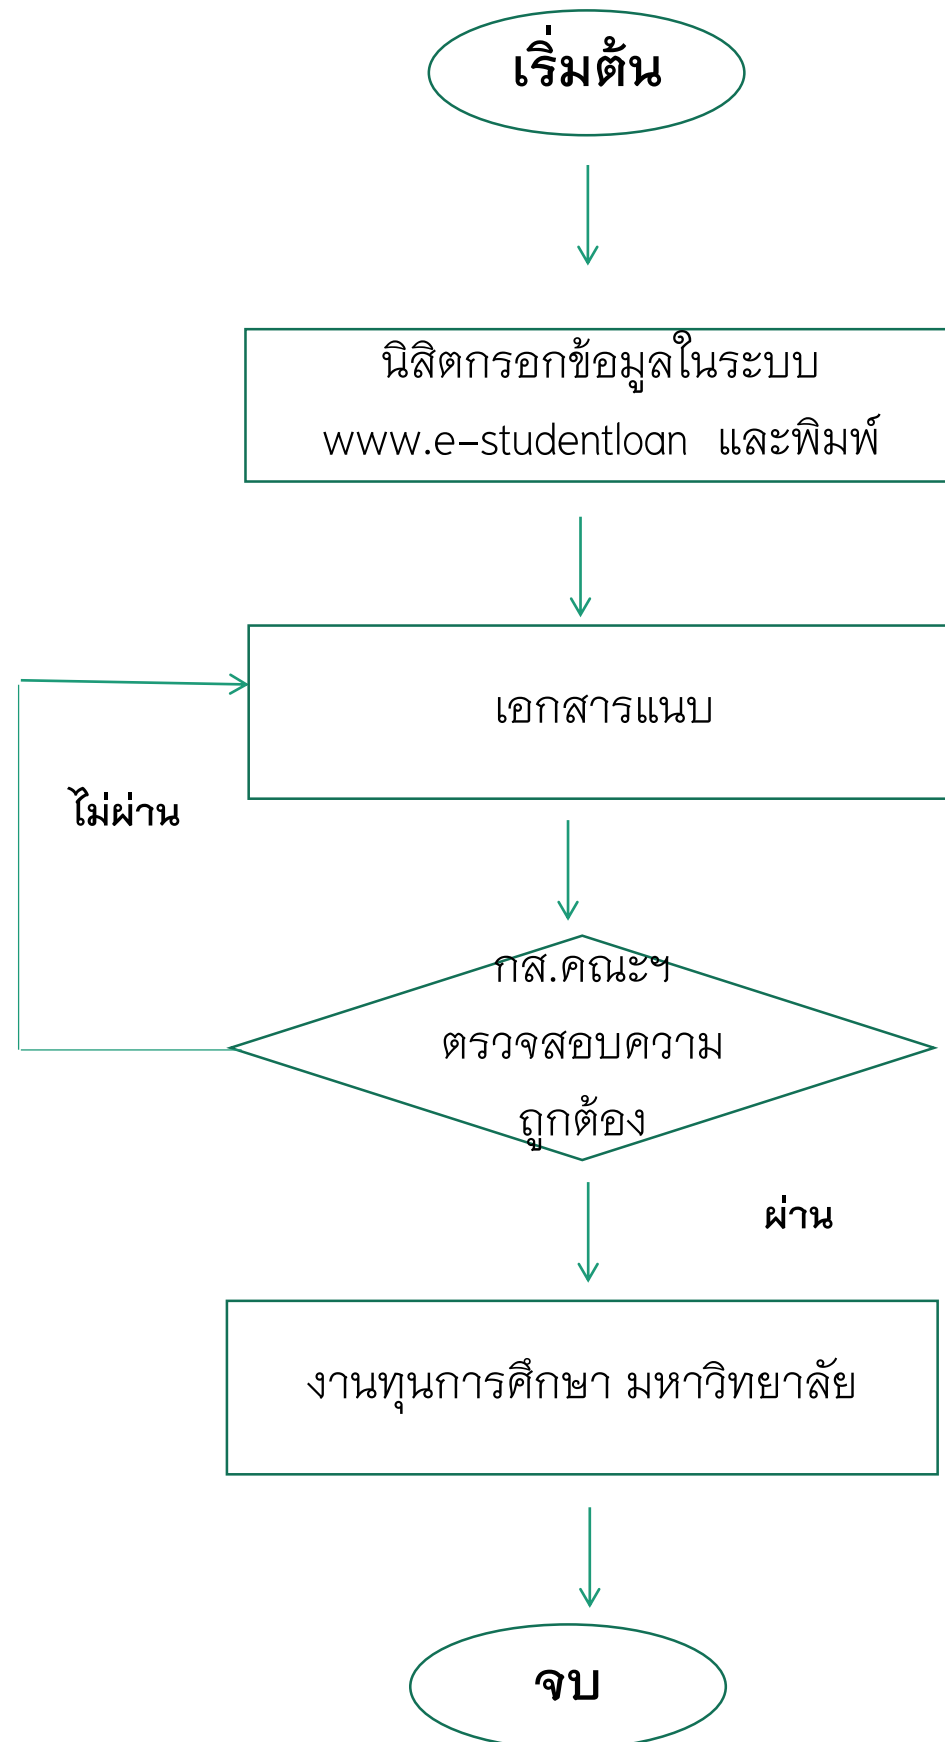 เริ่มต้น
นิสิตกรอกข้อมูลในระบบ
www.e-studentloan และพิมพ์
เอกสารแนบ
ไม่ผ่าน
กส.คณะฯ
ตรวจสอบความ
ถูกต้อง
ผ่าน
งานทุนการศึกษา มหาวิทยาลัย
จบ